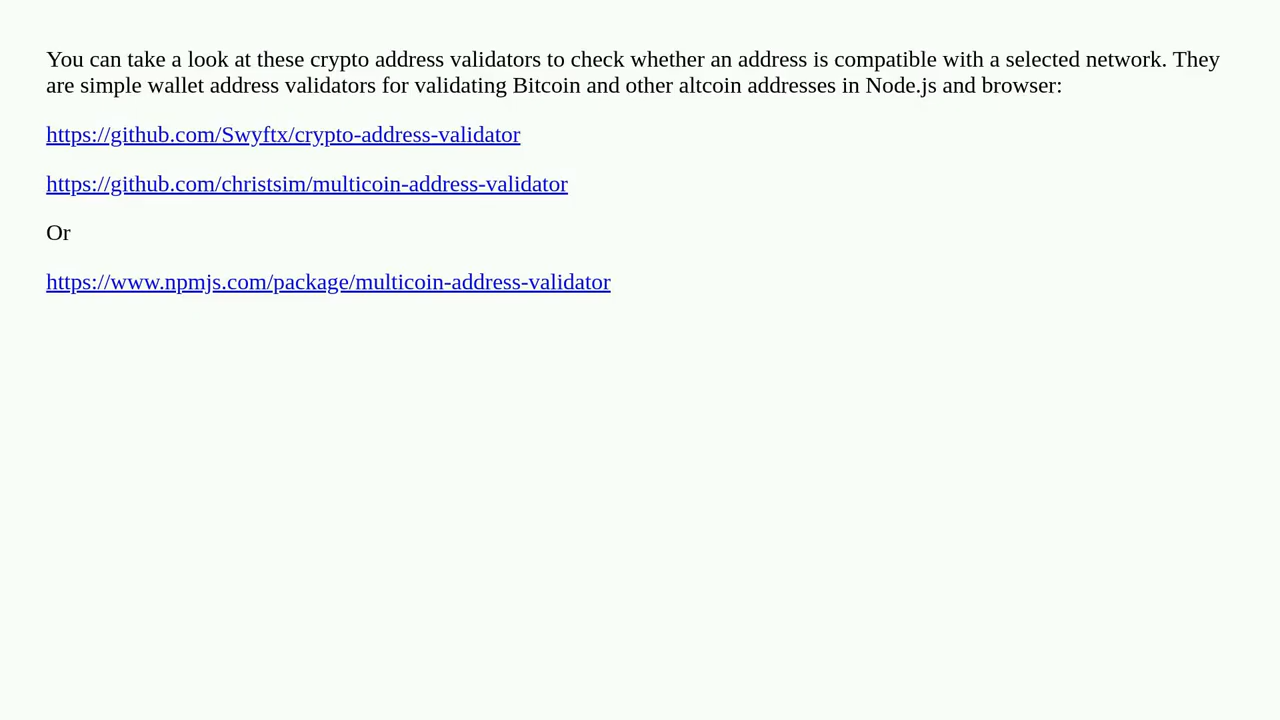 You can take a look at these crypto address validators to check whether an address is compatible with a selected network. They
are simple wallet address validators for validating Bitcoin and other altcoin addresses in Node.js and browser:
https://github.com/Swyftx/crypto-address-validator
https://github.com/christsim/multicoin-address-validator
Or
https://www.npmjs.com/package/multicoin-address-validator